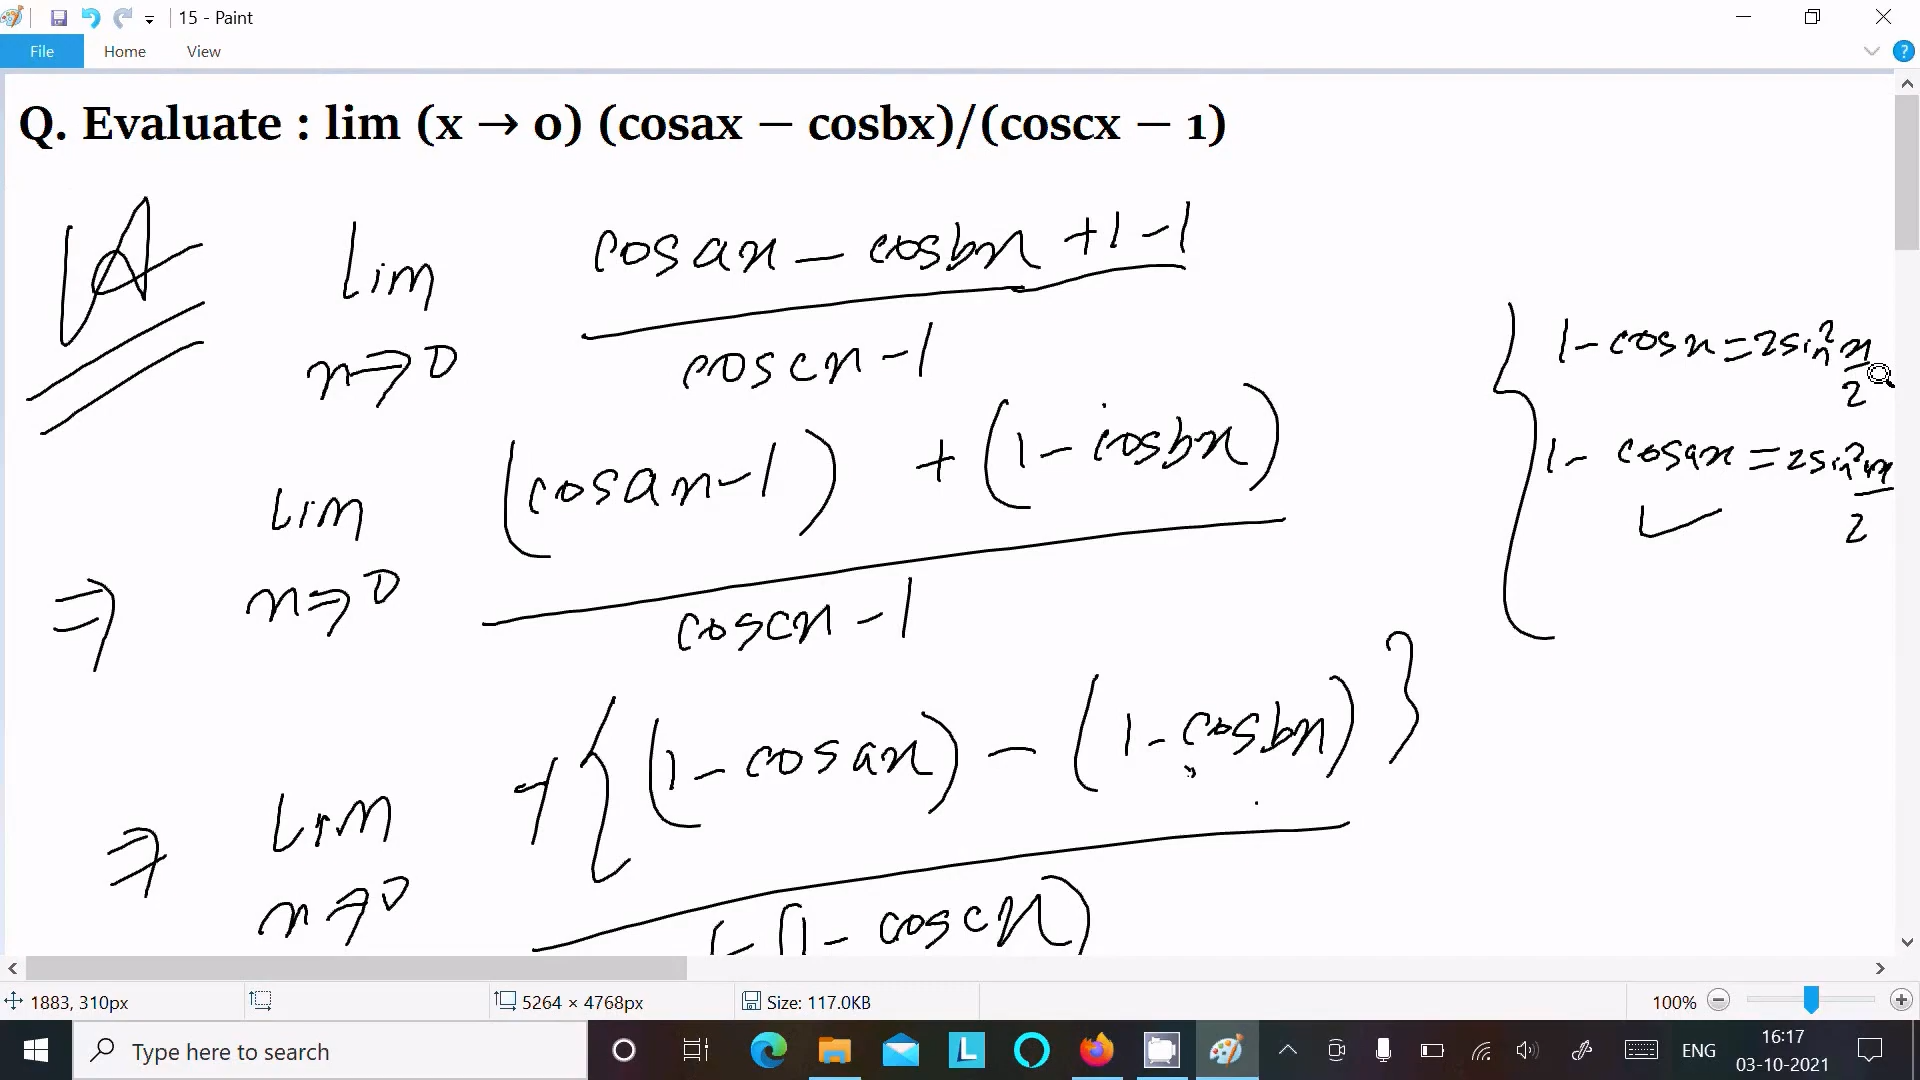 15 - Paint
File Home View
Q. Evaluate : lim (x → 0) (cosax – cosbx)/(coscx – 1)
lim x→0 (cosax – cosbx +1-1)/(coscx -1)
1 - cosx = 2sin²x/2
1 - cosax = 2sin²ax/2
⇒ lim x→0 ((cosax -1) + (1 - cosbx))/(coscx -1)
⇒ lim x→0 -{(1 - cosax) - (1 - cosbx)}/(-(1 - coscx))
1883, 310px 5264 × 4768px Size: 117.0KB 100%
Type here to search L ENG 16:17
03-10-2021